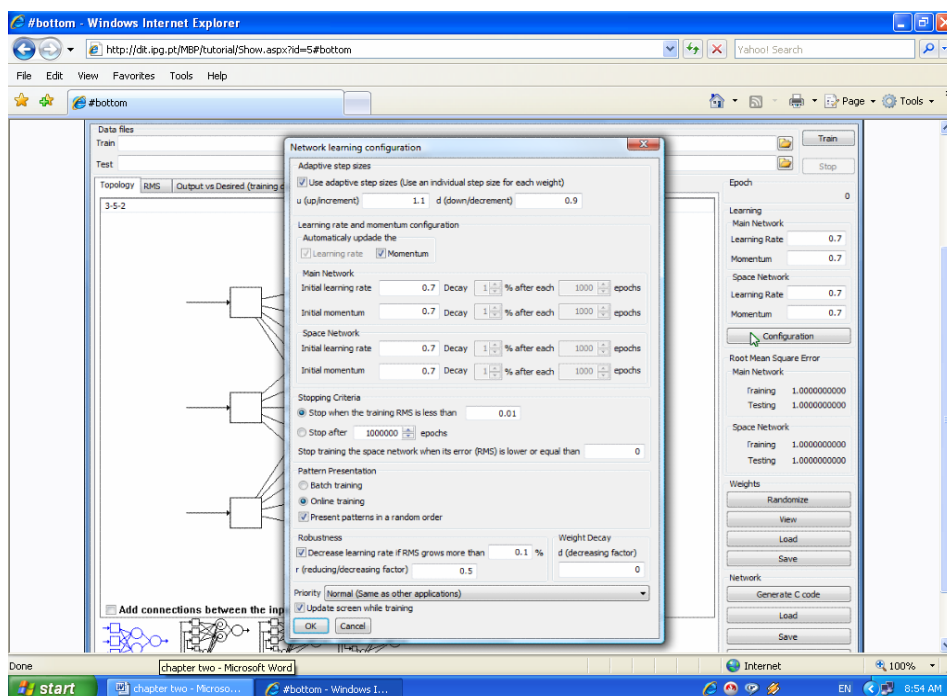 #bottom - Windows Internet Explorer
http://dit.ipg.pt/MBP/tutorial/Show.aspx?id=5#bottom
Yahoo! Search
File Edit View Favorites Tools Help
#bottom
Page Tools
Data files
Train
Train
Test
Stop
Topology RMS Output vs Desired (training
3-5-2
Network learning configuration
Adaptive step sizes
Use adaptive step sizes (Use an individual step size for each weight)
u (up/increment) 1.1 d (down/decrement) 0.9
Learning rate and momentum configuration
Automaticaly updade the
Learning rate Momentum
Main Network
Initial learning rate 0.7 Decay 1 % after each 1000 epochs
Initial momentum 0.7 Decay 1 % after each 1000 epochs
Space Network
Initial learning rate 0.7 Decay 1 % after each 1000 epochs
Initial momentum 0.7 Decay 1 % after each 1000 epochs
Stopping Criteria
Stop when the training RMS is less than 0.01
Stop after 1000000 epochs
Stop training the space network when its error (RMS) is lower or equal than 0
Pattern Presentation
Batch training
Online training
Present patterns in a random order
Robustness
Decrease learning rate if RMS grows more than 0.1 %
r (reducing/decreasing factor) 0.5
Weight Decay
d (decreasing factor)
0
Priority Normal (Same as other applications)
Update screen while training
OK Cancel
Epoch
0
Learning
Main Network
Learning Rate 0.7
Momentum 0.7
Space Network
Learning Rate 0.7
Momentum 0.7
Configuration
Root Mean Square Error
Main Network
Training 1.0000000000
Testing 1.0000000000
Space Network
Training 1.0000000000
Testing 1.0000000000
Weights
Randomize
View
Load
Save
Network
Generate C code
Load
Save
Add connections between the inp
Done
chapter two - Microsoft Word
Internet
100%
start
chapter two - Microso...
#bottom - Windows I...
EN
8:54 AM